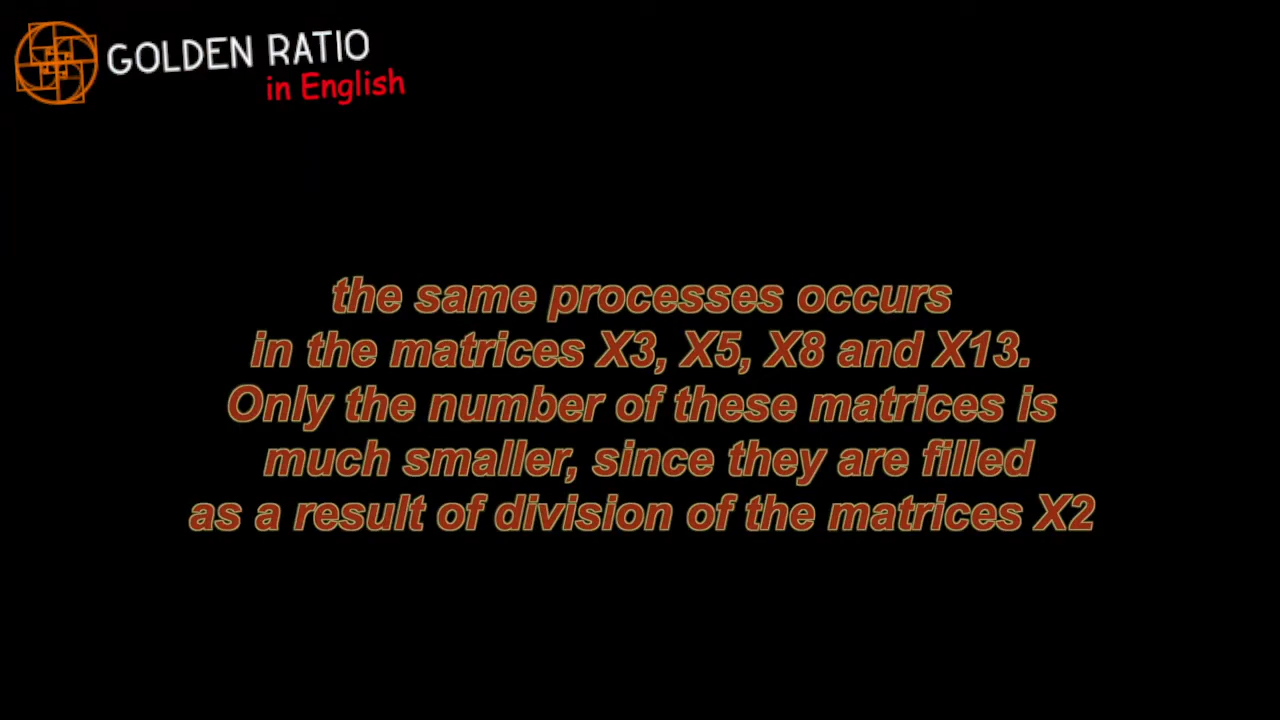 GOLDEN RATIO
in English
the same processes occurs
in the matrices X3, X5, X8 and X13.
Only the number of these matrices is
much smaller, since they are filled
as a result of division of the matrices X2